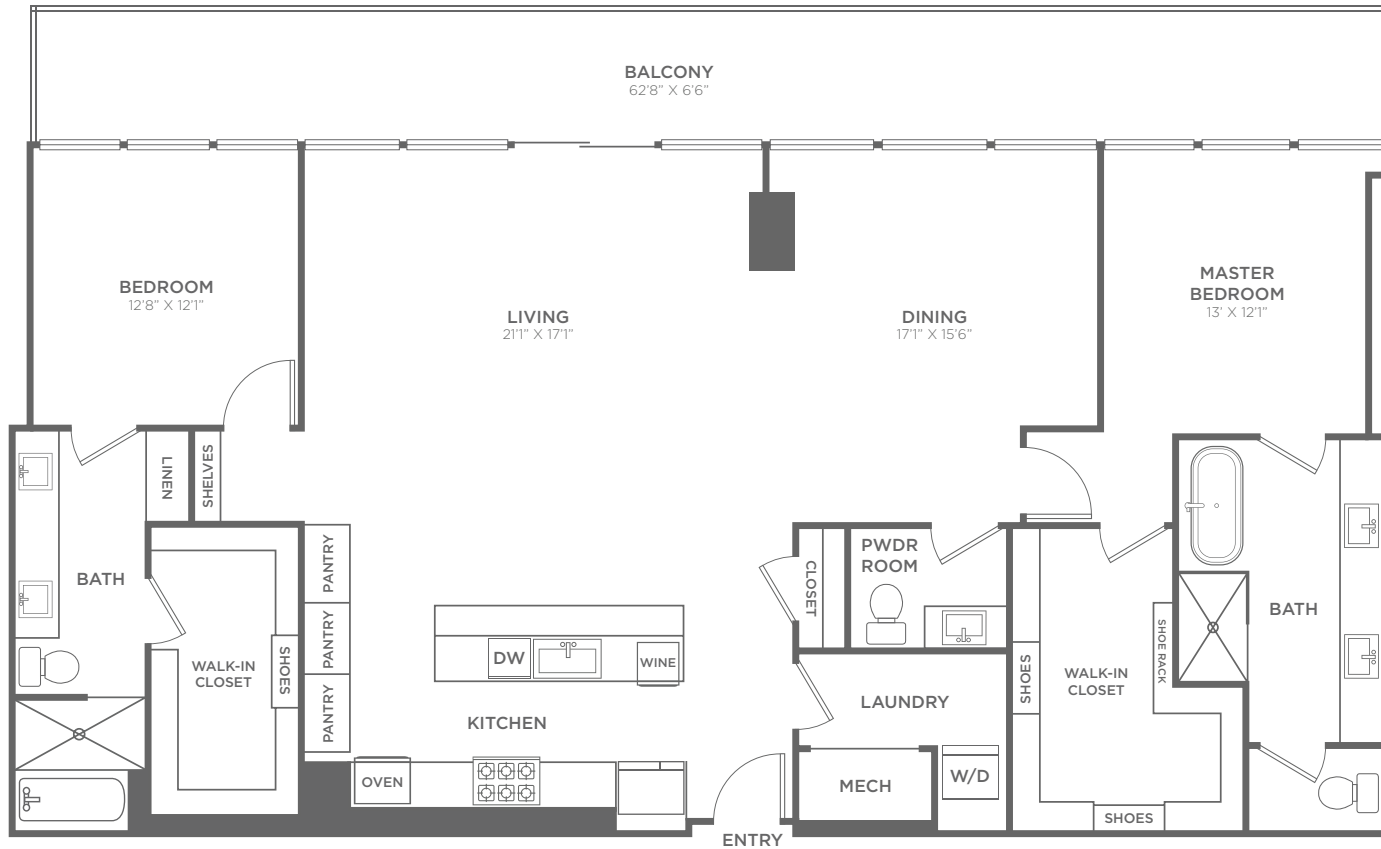 BALCONY
62'8" X 6'6"
BEDROOM
12'8" X 12'1"
LIVING
21'1" X 17'1"
DINING
17'1" X 15'6"
MASTER
BEDROOM
13' X 12'1"
LINEN
SHELVES
BATH
WALK-IN
CLOSET
SHOES
PANTRY
PANTRY
PANTRY
DW
WINE
KITCHEN
OVEN
CLOSET
PWDR
ROOM
LAUNDRY
MECH
W/D
ENTRY
SHOES
WALK-IN
CLOSET
SHOE RACK
SHOES
BATH